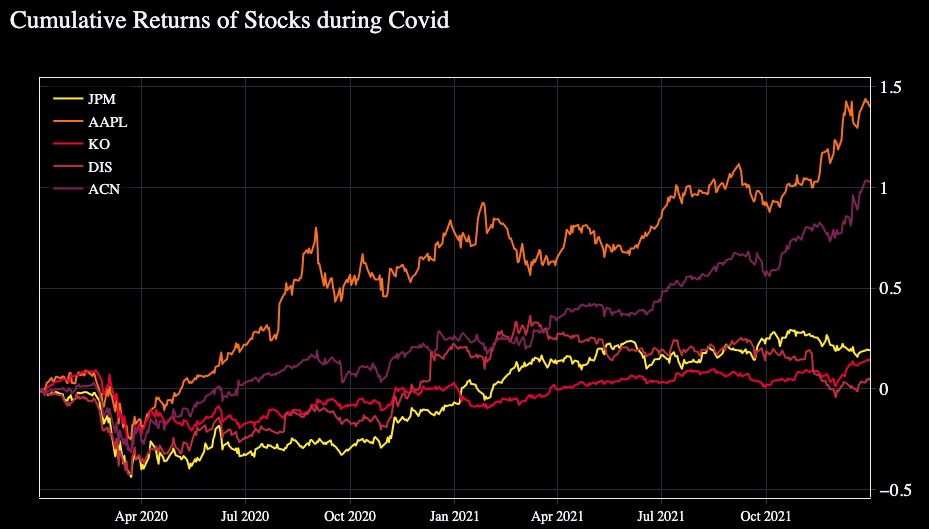 Cumulative Returns of Stocks during Covid
JPM
AAPL
KO
DIS
ACN
1.5
1
0.5
0
−0.5
Apr 2020 Jul 2020 Oct 2020 Jan 2021 Apr 2021 Jul 2021 Oct 2021